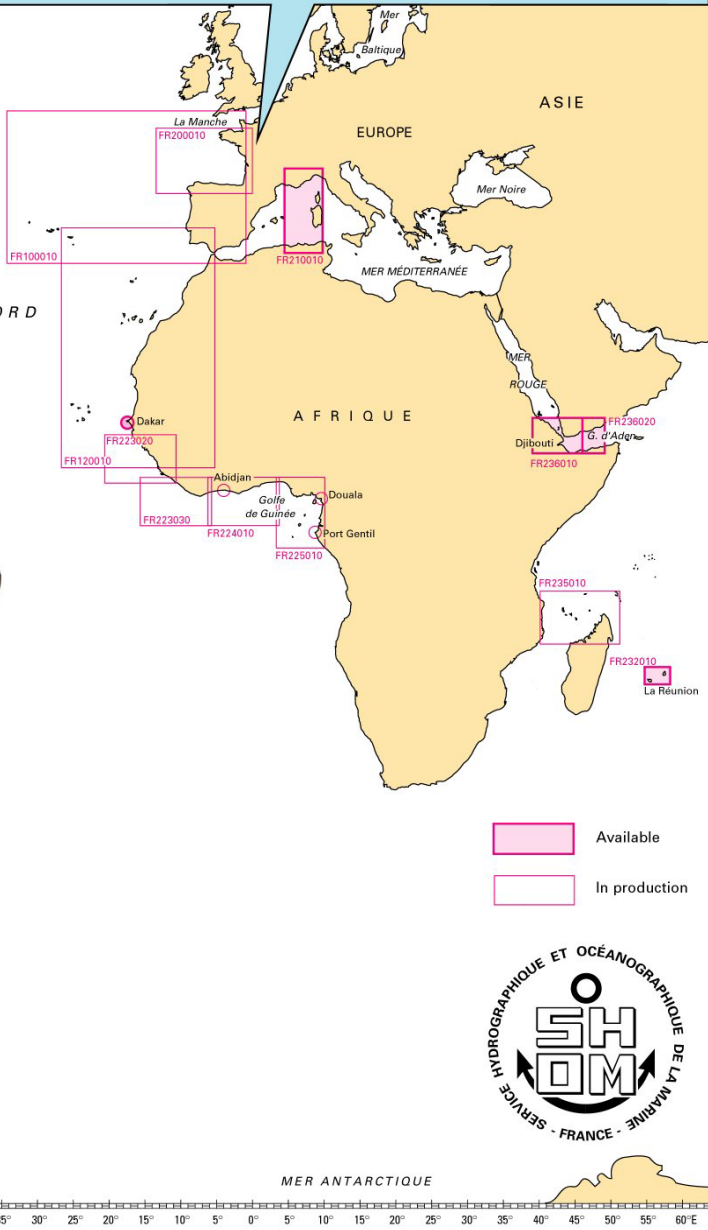 Mer
Baltique
ASIE
La Manche
FR200010
EUROPE
Mer Noire
FR100010
FR210010
MER MÉDITERRANÉE
ORD
MER
ROUGE
AFRIQUE
Dakar
FR223020
FR120010
FR236020
Djibouti
G. d'Aden
FR236010
Abidjan
Golfe
de Guinée
Douala
FR223030
FR224010
Port Gentil
FR225010
FR235010
FR232010
La Réunion
Available
In production
SERVICE HYDROGRAPHIQUE ET OCÉANOGRAPHIQUE DE LA MARINE
- FRANCE -
SH
OM
MER ANTARCTIQUE
35° 30° 25° 20° 15° 10° 5° 0° 5° 10° 15° 20° 25° 30° 35° 40° 45° 50° 55° 60°E